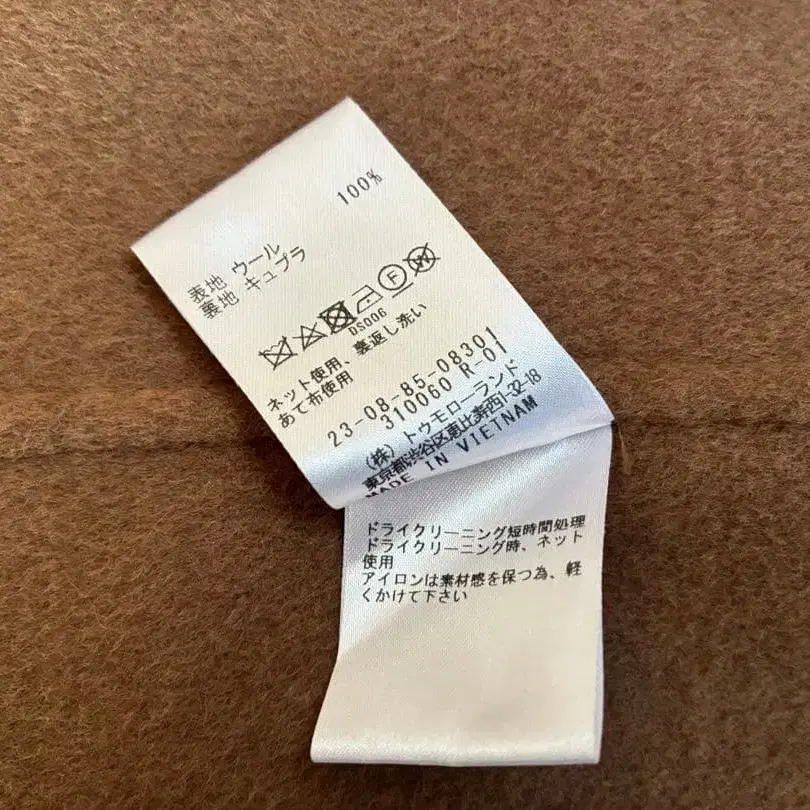 100%
表地 ウール
裏地 キュプラ
F W
DS006
ネット使用、裏返し洗い
あて布使用
23-08-85-08301
310060 R-01
(株) トゥモローランド
東京都渋谷区恵比寿西1-32-18
MADE IN VIETNAM
ドライクリーニング短時間処理
ドライクリーニング時、ネット
使用
アイロンは素材感を保つ為、軽
くかけて下さい